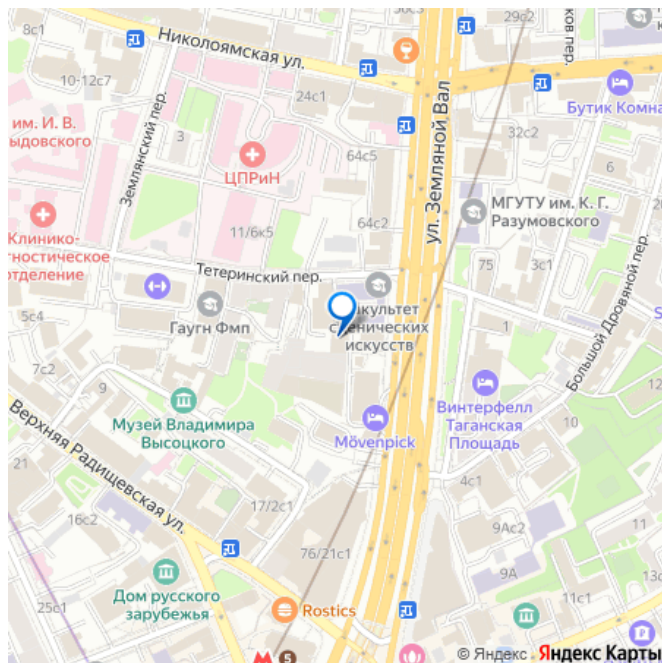 8с1
Николоямская ул.
29с2
10-12с7
24с1
Бутик Комна
им. И. В.
ыдовского
3
Землянский пер.
ЦПРиН
64с5
ул. Земляной Вал
32с2
6
МГУТУ им. К. Г.
Разумовского
Клинико-
гностическое
отделение
11/6к5
64с2
Тетеринский пер.
75
3с1
Большой Дровяной пер.
5с4
Гаугн Фмп
акультет
сценических
искусств
1
7с2
9
Музей Владимира
Высоцкого
Mövenpick
Винтерфелл
Таганская
Площадь
10
Верхняя Радищевская ул.
4с1
11
13
16с2
17/2с1
76/21с1
9Ас2
9А
Дом русского
зарубежья
25с1
Rostics
11с1
5
© Яндекс
Яндекс Карты